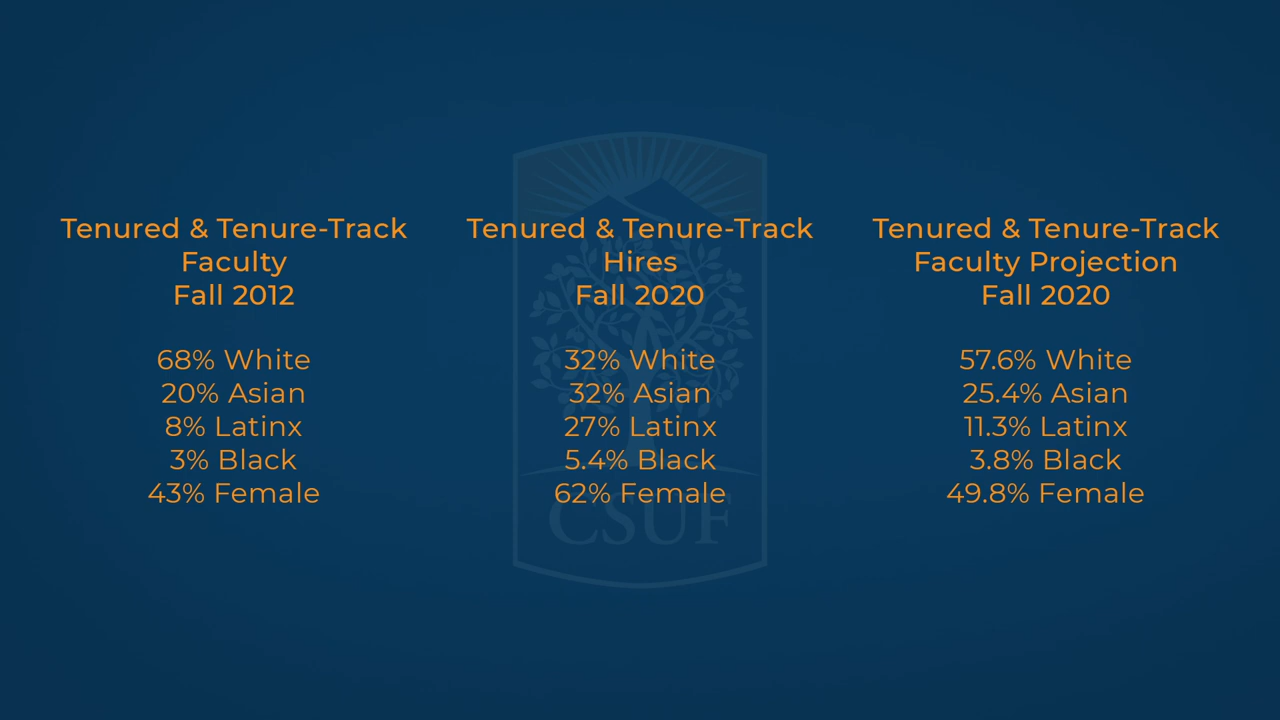 Tenured & Tenure-Track
Faculty
Fall 2012
68% White
20% Asian
8% Latinx
3% Black
43% Female
Tenured & Tenure-Track
Hires
Fall 2020
32% White
32% Asian
27% Latinx
5.4% Black
62% Female
Tenured & Tenure-Track
Faculty Projection
Fall 2020
57.6% White
25.4% Asian
11.3% Latinx
3.8% Black
49.8% Female
CSUF